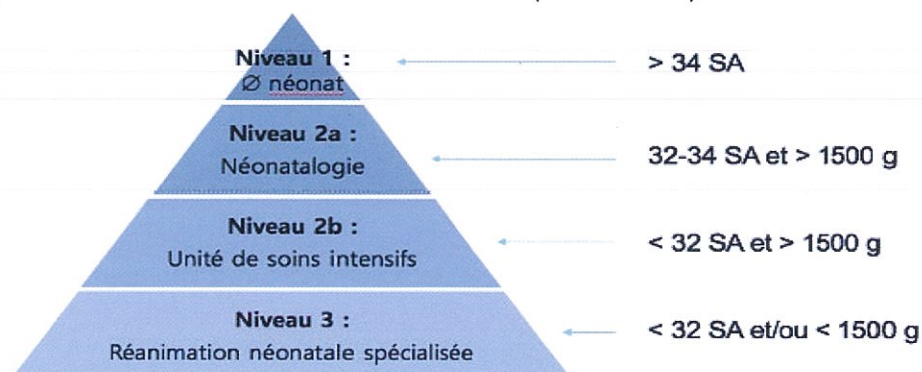 Niveau 1 :
Ø néonat
> 34 SA
Niveau 2a :
Néonatalogie
32-34 SA et > 1500 g
Niveau 2b :
Unité de soins intensifs
< 32 SA et > 1500 g
Niveau 3 :
Réanimation néonatale spécialisée
< 32 SA et/ou < 1500 g